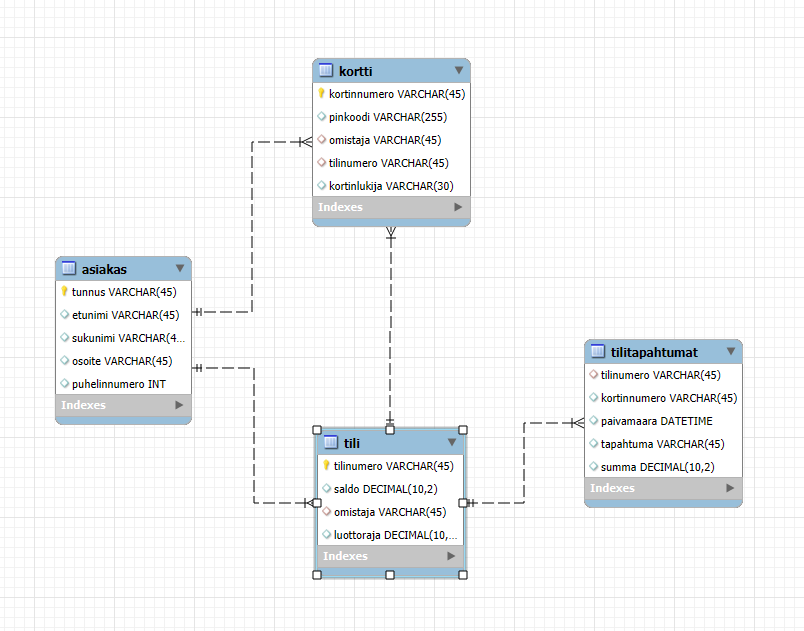 kortti
kortinnumero VARCHAR(45)
pinkoodi VARCHAR(255)
omistaja VARCHAR(45)
tilinumero VARCHAR(45)
kortinlukija VARCHAR(30)
Indexes
asiakas
tunnus VARCHAR(45)
etunimi VARCHAR(45)
sukunimi VARCHAR(4...
osoite VARCHAR(45)
puhelinnumero INT
Indexes
tili
tilinumero VARCHAR(45)
saldo DECIMAL(10,2)
omistaja VARCHAR(45)
luottoraja DECIMAL(10,...
Indexes
tilitapahtumat
tilinumero VARCHAR(45)
kortinnumero VARCHAR(45)
paivamaara DATETIME
tapahtuma VARCHAR(45)
summa DECIMAL(10,2)
Indexes